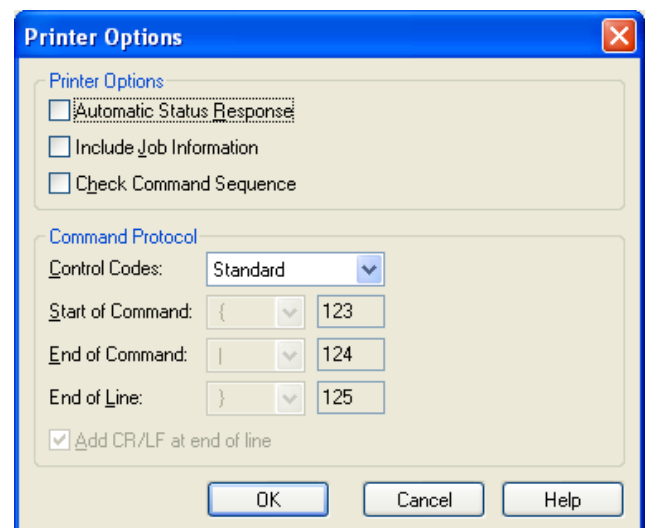 Printer Options
Printer Options
Automatic Status Response
Include Job Information
Check Command Sequence
Command Protocol
Control Codes: Standard
Start of Command: { 123
End of Command: | 124
End of Line: } 125
Add CR/LF at end of line
OK Cancel Help